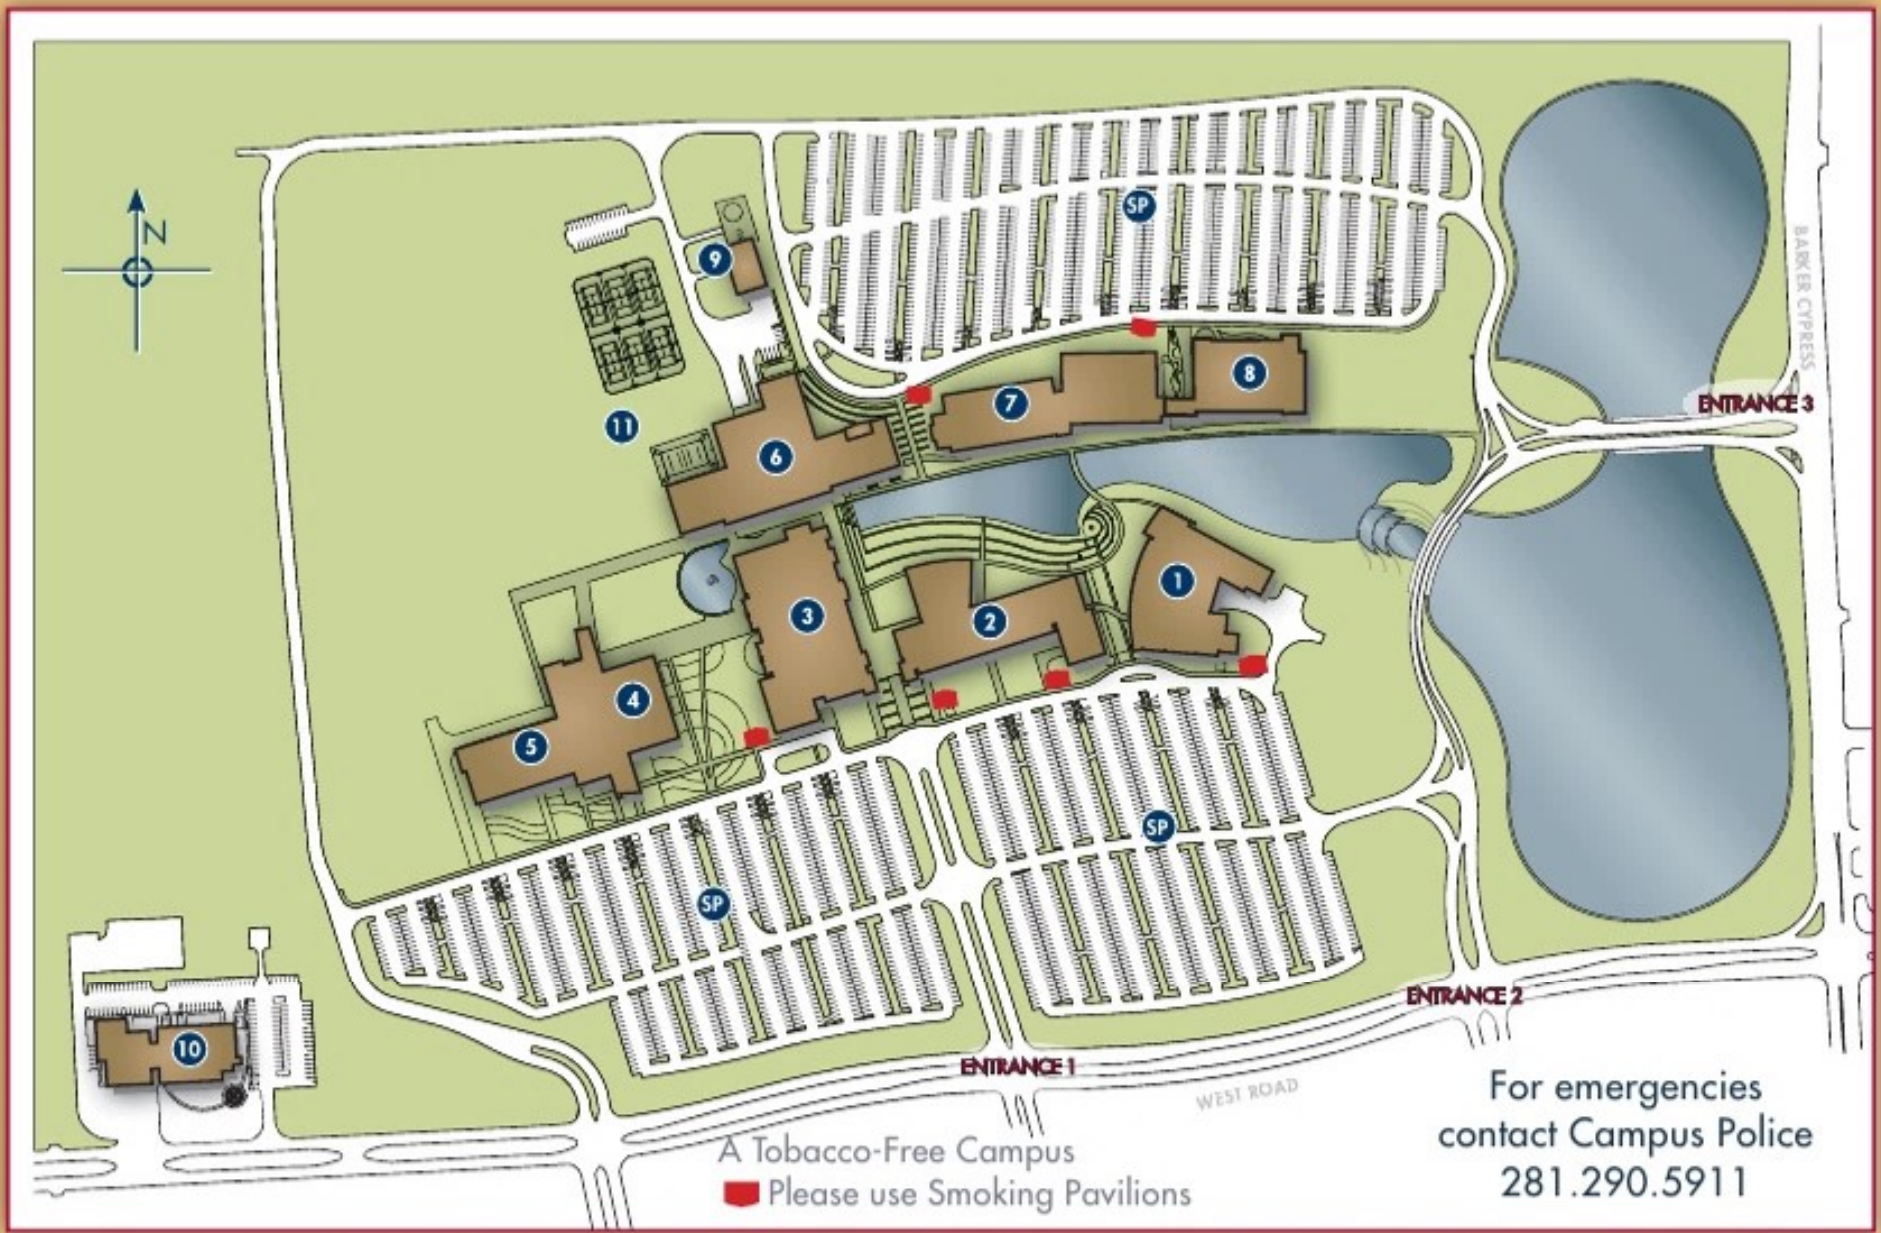 N
SP
9
8
7
11
6
1
3
2
4
5
SP
SP
10
BARKER CYPRESS
ENTRANCE 3
ENTRANCE 2
ENTRANCE 1
WEST ROAD
For emergencies
contact Campus Police
281.290.5911
A Tobacco-Free Campus
Please use Smoking Pavilions